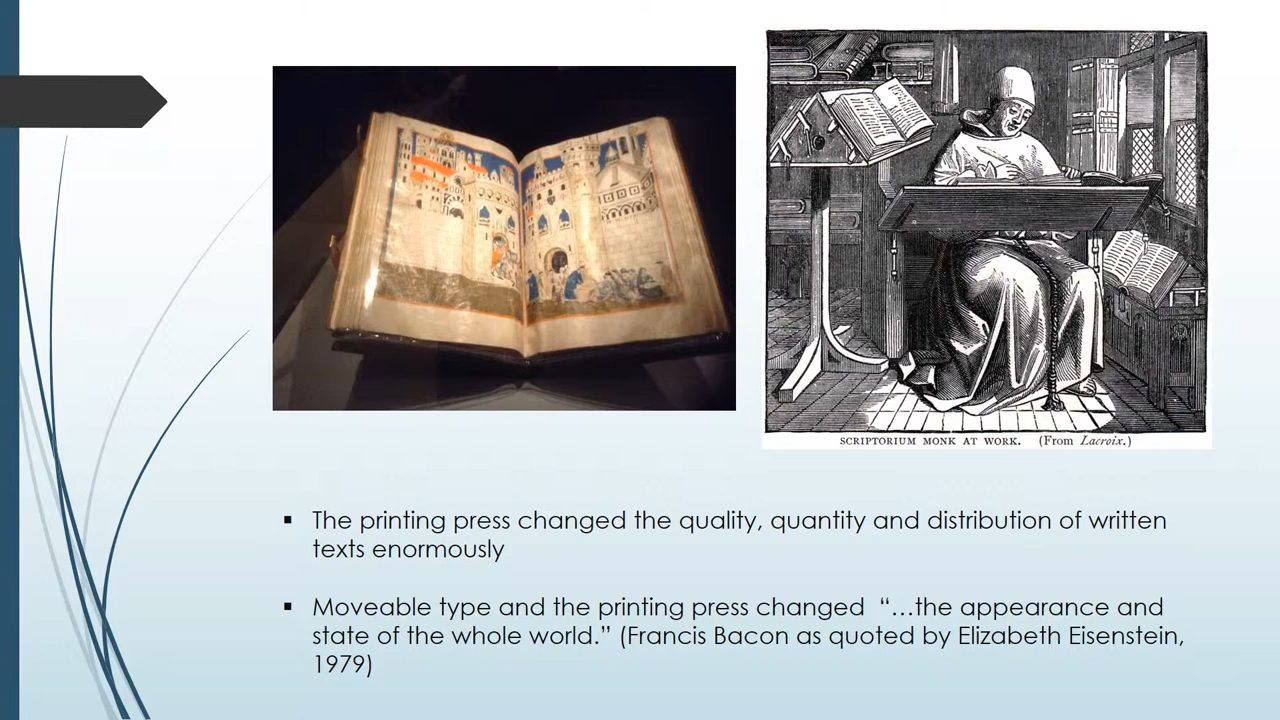 SCRIPTORIUM MONK AT WORK. (From Lacroix.)
▪ The printing press changed the quality, quantity and distribution of written
texts enormously
▪ Moveable type and the printing press changed “…the appearance and
state of the whole world.” (Francis Bacon as quoted by Elizabeth Eisenstein,
1979)